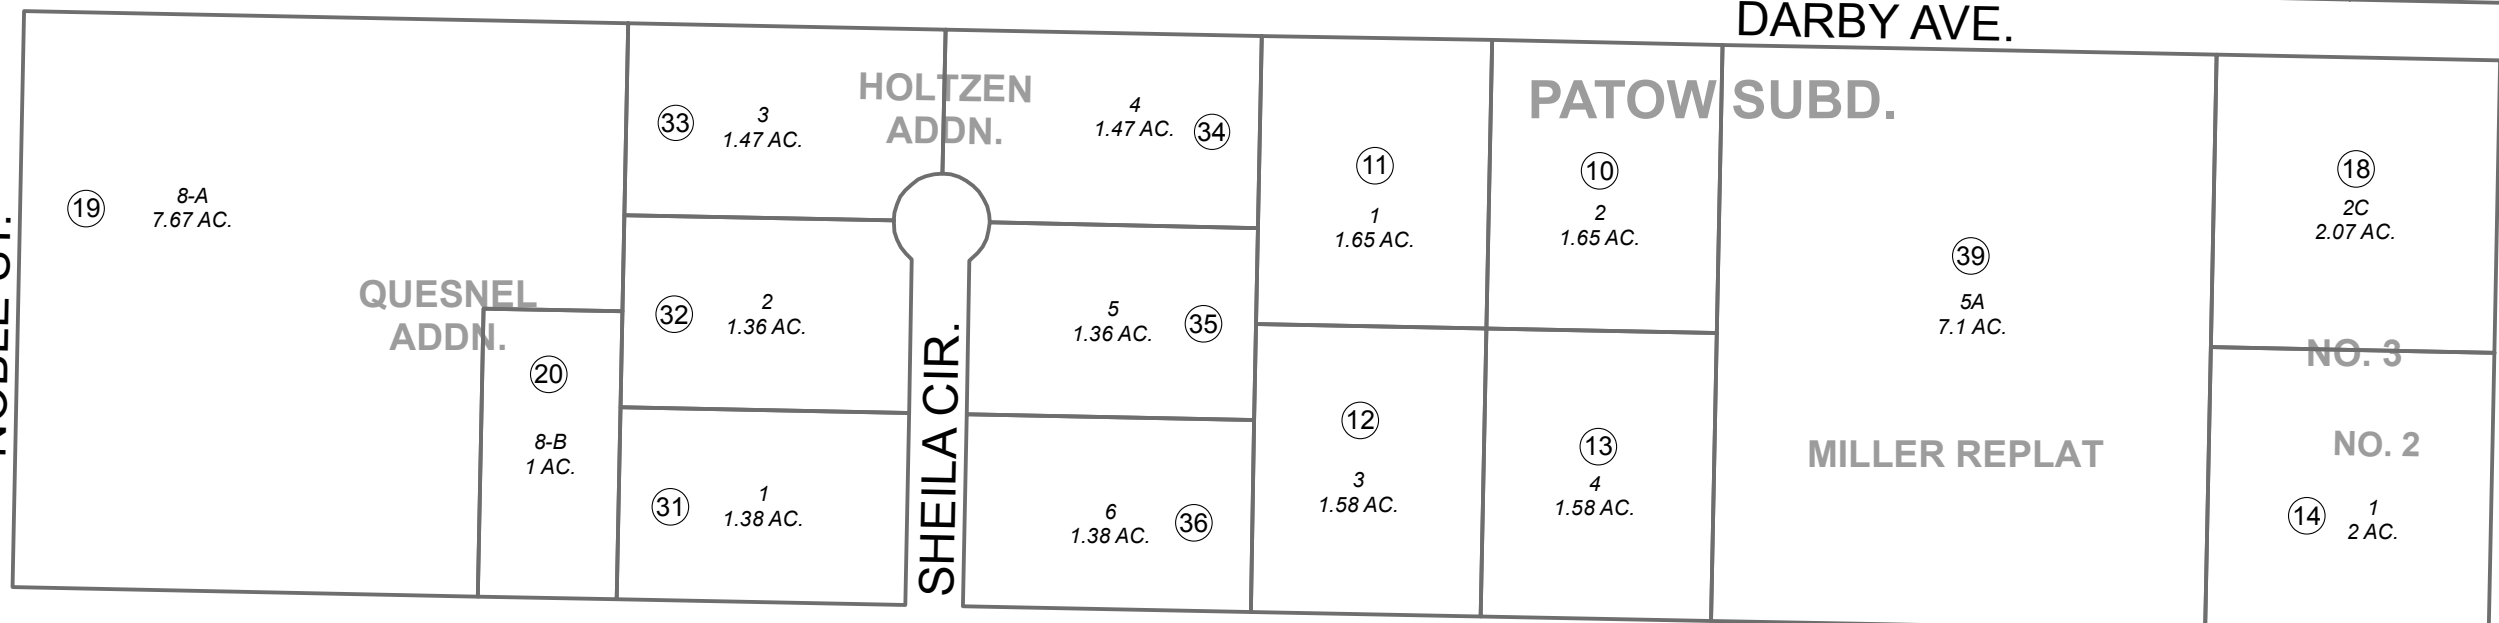 DARBY AVE.
HOLTZEN
ADDN.
PATOW SUBD.
33
3
1.47 AC.
4
1.47 AC.
34
11
1
1.65 AC.
10
2
1.65 AC.
18
2C
2.07 AC.
19
8-A
7.67 AC.
QUESNEL
ADDN.
32
2
1.36 AC.
5
1.36 AC.
35
39
5A
7.1 AC.
NO. 3
20
8-B
1 AC.
SHEILA CIR.
12
3
1.58 AC.
13
4
1.58 AC.
MILLER REPLAT
NO. 2
31
1
1.38 AC.
6
1.38 AC.
36
14
1
2 AC.